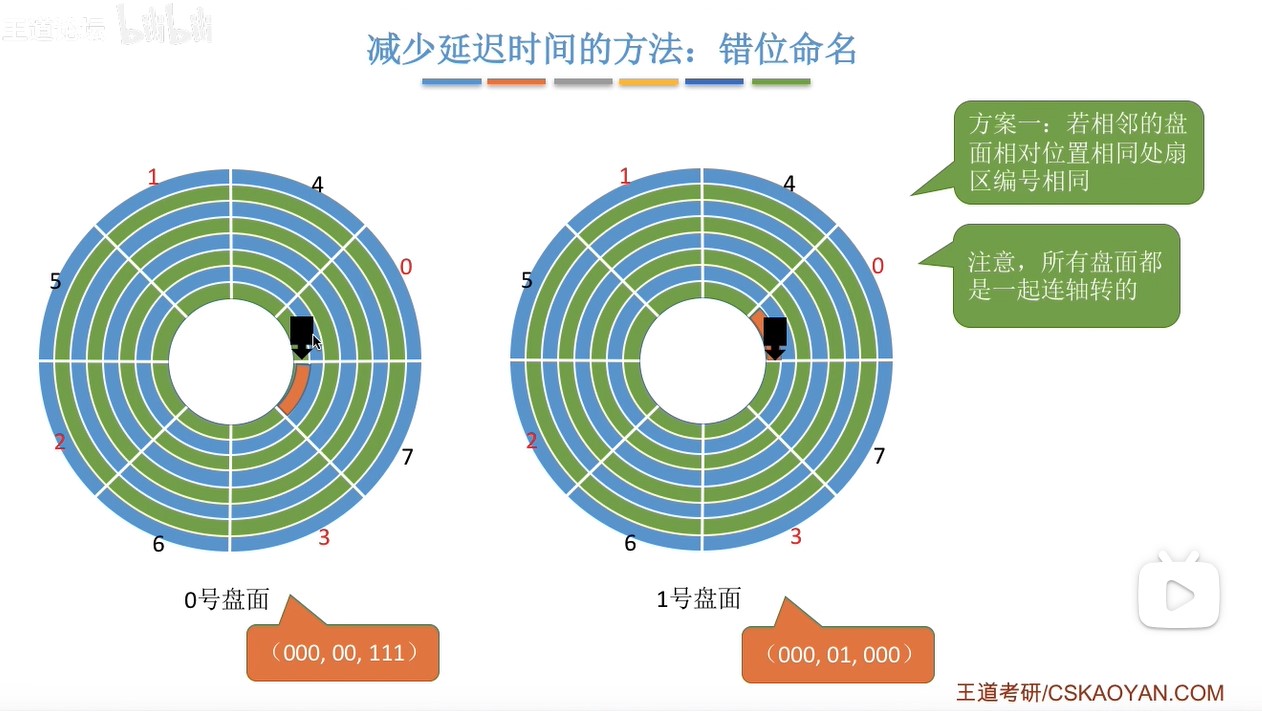 王道论坛 bilibili
减少延迟时间的方法：错位命名
方案一：若相邻的盘
面相对位置相同处扇
区编号相同
注意，所有盘面都
是一起连轴转的
1
4
5
0
2
7
6
3
0号盘面
（000, 00, 111）
1
4
5
0
2
7
6
3
1号盘面
（000, 01, 000）
王道考研/CSKAOYAN.COM